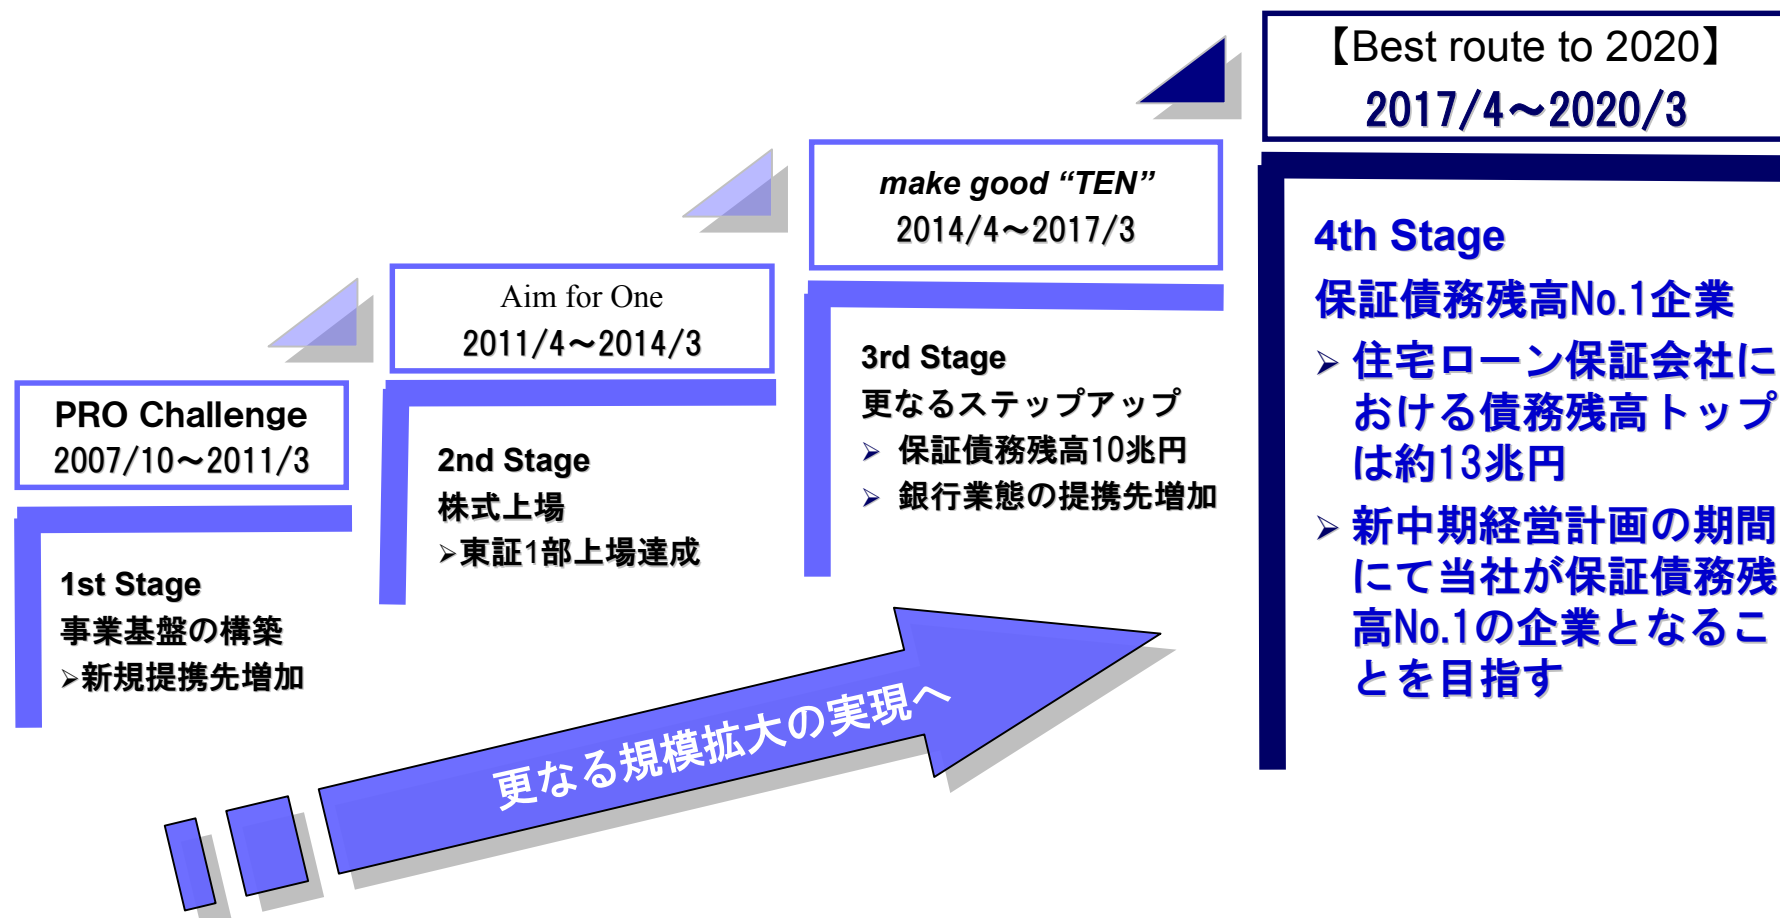 PRO Challenge
2007/10～2011/3
1st Stage
事業基盤の構築
➢新規提携先増加
Aim for One
2011/4～2014/3
2nd Stage
株式上場
➢東証1部上場達成
make good “TEN”
2014/4～2017/3
3rd Stage
更なるステップアップ
➢ 保証債務残高10兆円
➢ 銀行業態の提携先増加
【Best route to 2020】
2017/4～2020/3
4th Stage
保証債務残高No.1企業
➢ 住宅ローン保証会社に
おける債務残高トップ
は約13兆円
➢ 新中期経営計画の期間
にて当社が保証債務残
高No.1の企業となるこ
とを目指す
更なる規模拡大の実現へ